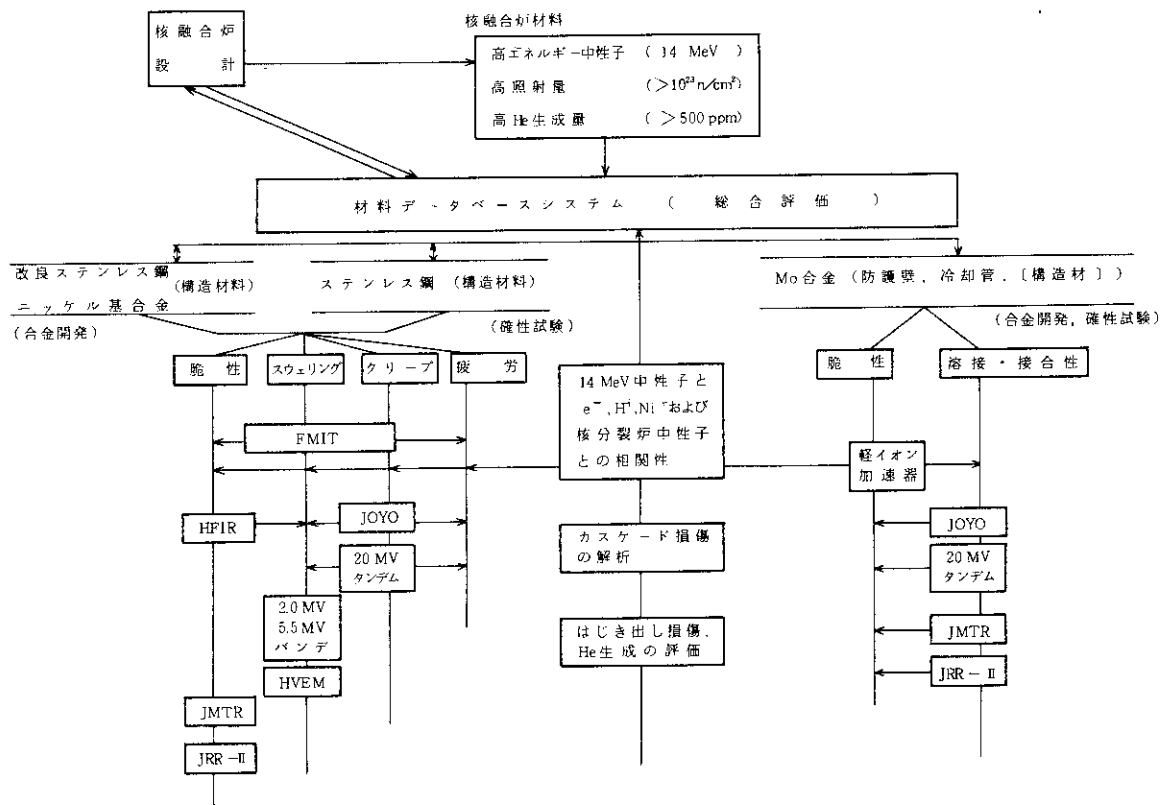 核融合炉材料
核融合炉
設計
高エネルギー中性子 ( 14 MeV )
高照射量 (>10²³n/cm²)
高He生成量 ( >500 ppm)
材料データベースシステム ( 総合評価 )
改良ステンレス鋼
ニッケル基合金
(構造材料)
(合金開発)
ステンレス鋼 (構造材料)
(確性試験)
Mo合金 (防護壁, 冷却管, 〔構造材〕)
(合金開発, 確性試験)
脆性
スウェリング
クリープ
疲労
14 MeV中性子と
e⁻, H⁺, Ni⁺および
核分裂炉中性子
との相関性
脆性
溶接・接合性
FMIT
軽イオン
加速器
HFIR
JOYO
20 MV
タンデム
2.0 MV
5.5 MV
バンデ
HVEM
JMTR
JRR-II
カスケード損傷
の解析
はじき出し損傷,
He生成の評価
JOYO
20 MV
タンデム
JMTR
JRR-II